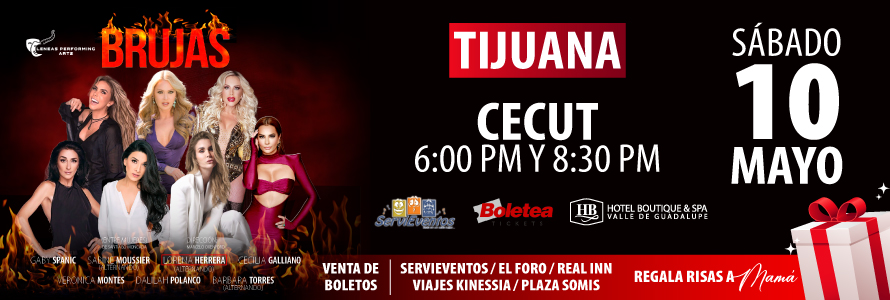 LENEAS PERFORMING
ARTS
BRUJAS
GABY SPANIC
SABINE MOUSSIER
(ALTERNANDO)
LORENA HERRERA
(ALTERNANDO)
CECILIA GALLIANO
VERÓNICA MONTES
DALILAH POLANCO
BÁRBARA TORRES
(ALTERNANDO)
TIJUANA
CECUT
6:00 PM Y 8:30 PM
SÁBADO
10
MAYO
ServiEventos
Boletea
TICKETS
HB
HOTEL BOUTIQUE & SPA
VALLE DE GUADALUPE
VENTA DE
BOLETOS
SERVIEVENTOS / EL FORO / REAL INN
VIAJES KINESSIA / PLAZA SOMIS
REGALA RISAS A Mamá